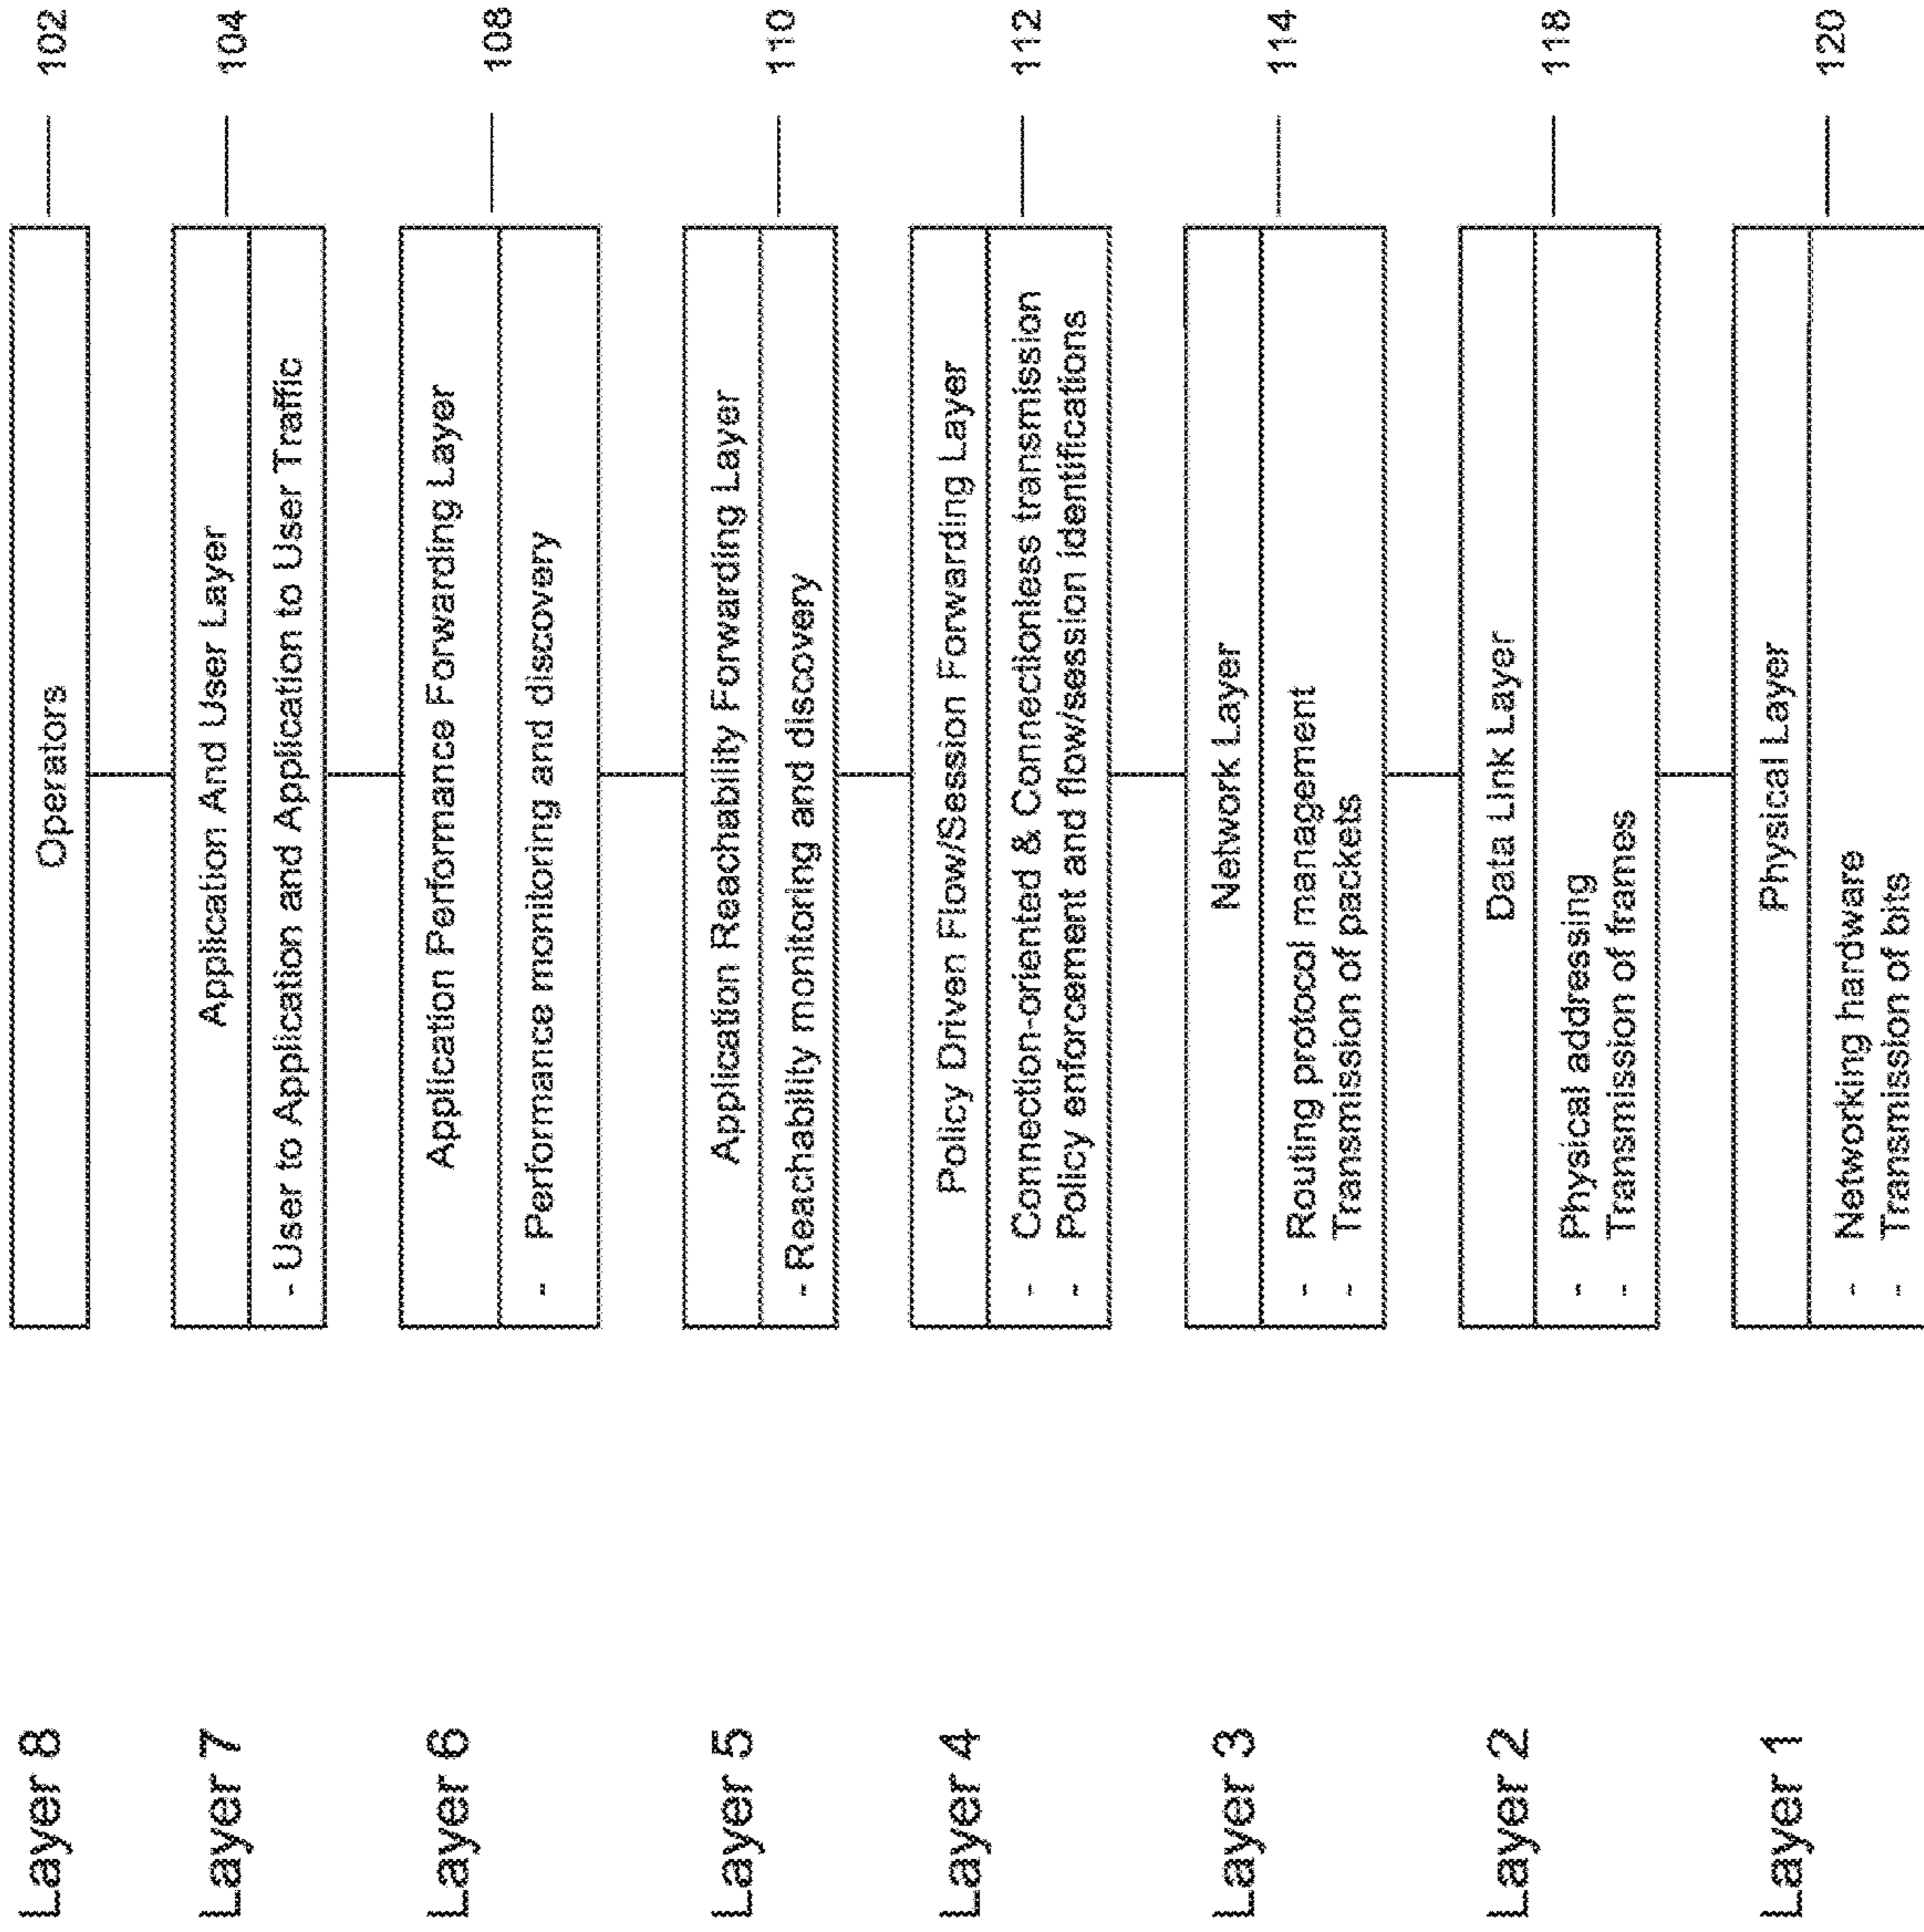 Layer 8
Operators
102
Layer 7
Application And User Layer
104
- User to Application and Application to User Traffic
Layer 6
Application Performance Forwarding Layer
108
- Performance monitoring and discovery
Layer 5
Application Reachability Forwarding Layer
110
- Reachability monitoring and discovery
Layer 4
Policy Driven Flow/Session Forwarding Layer
112
- Connection-oriented & Connectionless transmission
- Policy enforcement and flow/session identifications
Layer 3
Network Layer
114
- Routing protocol management
- Transmission of packets
Layer 2
Data Link Layer
118
- Physical addressing
- Transmission of frames
Layer 1
Physical Layer
120
- Networking hardware
- Transmission of bits